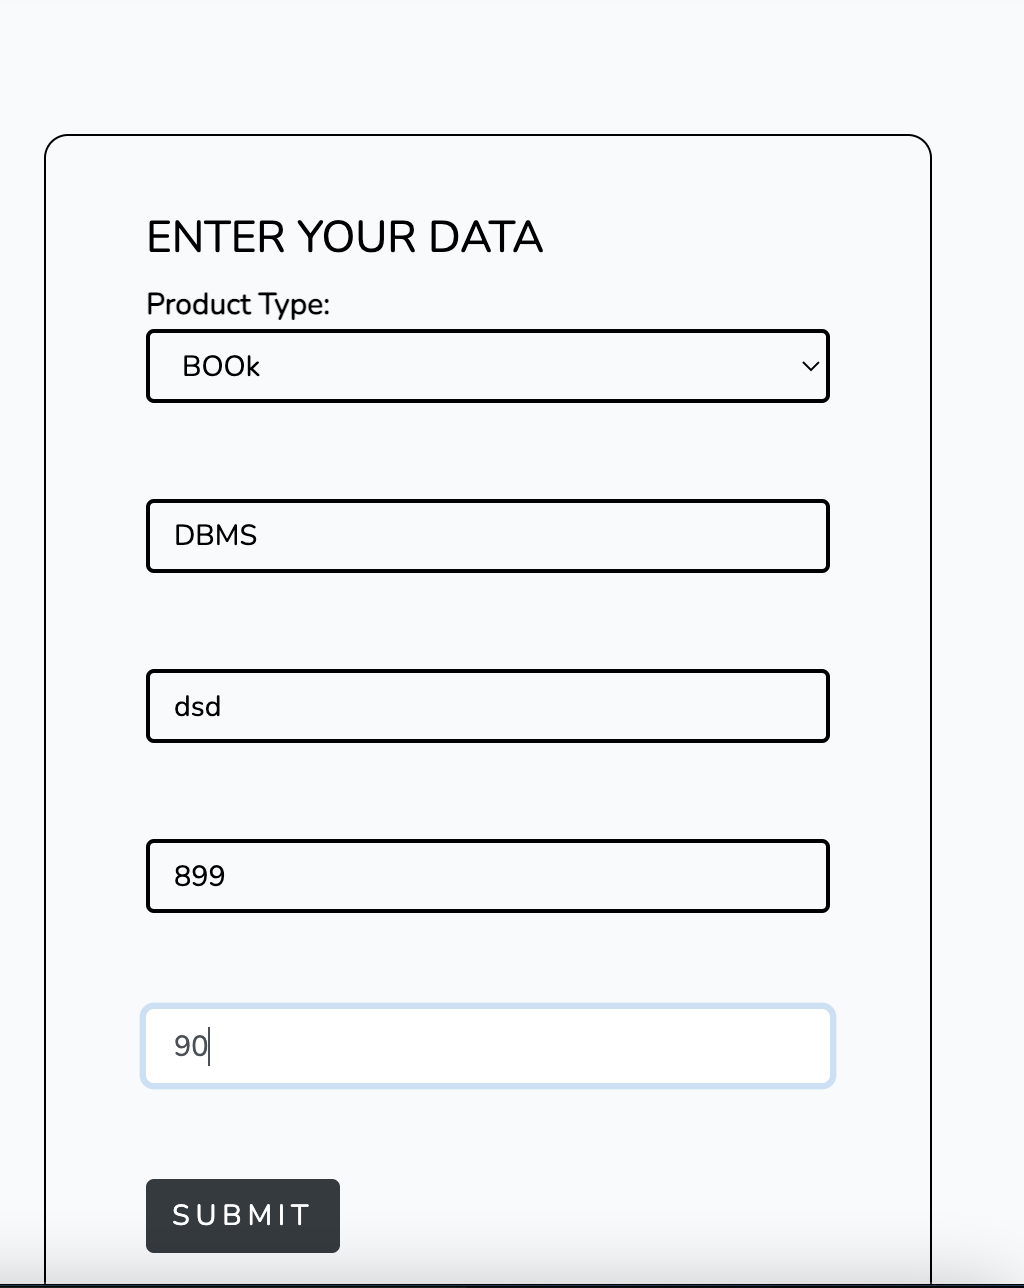 ENTER YOUR DATA
Product Type:
BOOk
DBMS
dsd
899
90
SUBMIT